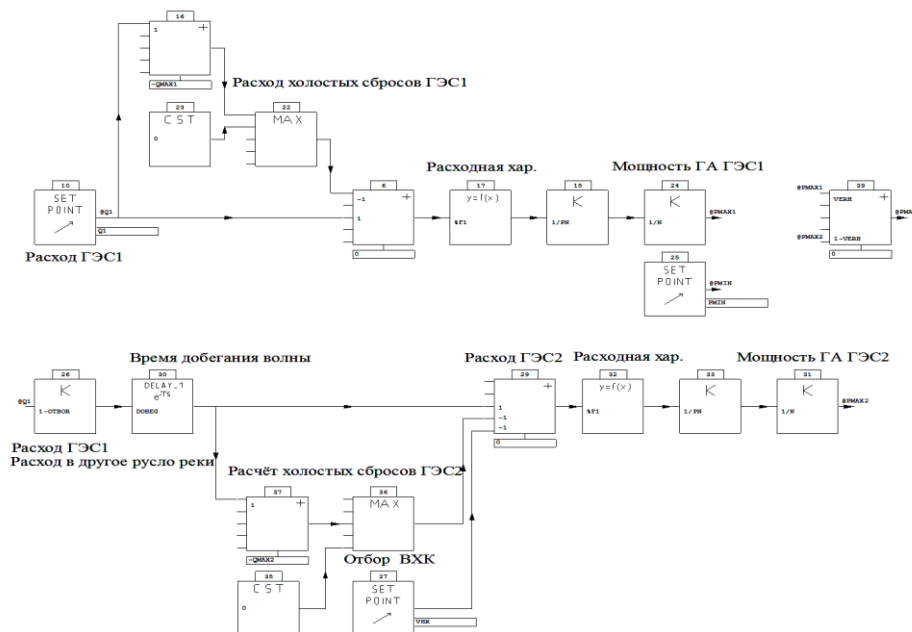 16
1
+
-QMAX1
Расход холостых сбросов ГЭС1
23
CST
0
22
MAX
10
SET
POINT
@Q1
Q1
Расход ГЭС1
6
-1
+
1
0
Расходная хар.
17
y=f(x)
%F1
18
K
1/PN
Мощность ГА ГЭС1
24
K
1/N
@PMAX1
25
SET
POINT
@PMIN
PMIN
@PMAX1
VERH
+
@PMAX2
1-VERH
0
Время добегания волны
@Q1
26
K
1-OTBOR
30
DELAY_1
e-TS
DOBEG
Расход ГЭС1
Расход в другое русло реки
Расход ГЭС2
29
+
1
-1
-1
0
Расходная хар.
32
y=f(x)
%F1
K
1/PN
Мощность ГА ГЭС2
31
K
1/N
@PMAX2
Расчёт холостых сбросов ГЭС2
37
1
+
-QMAX2
36
MAX
Отбор ВХК
CST
0
27
SET
POINT
VHK